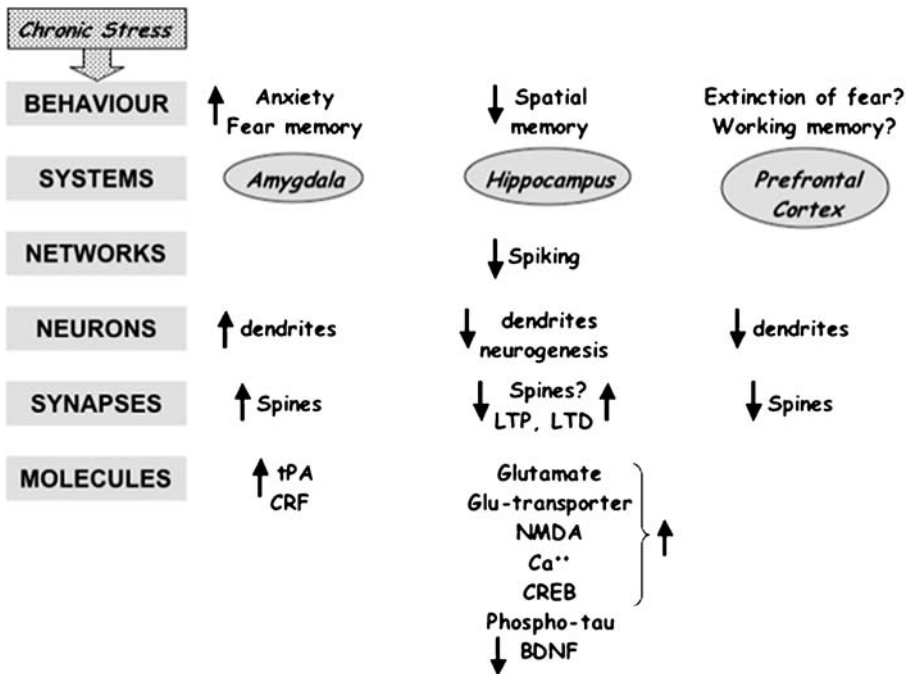 Chronic Stress
BEHAVIOUR
↑ Anxiety
Fear memory
↓ Spatial
memory
Extinction of fear?
Working memory?
SYSTEMS
Amygdala
Hippocampus
Prefrontal
Cortex
NETWORKS
↓ Spiking
NEURONS
↑ dendrites
↓ dendrites
neurogenesis
↓ dendrites
SYNAPSES
↑ Spines
↓ Spines? ↑
LTP, LTD
↓ Spines
MOLECULES
↑ tPA
CRF
Glutamate
Glu-transporter
NMDA
Ca⁺⁺
CREB
↑
Phospho-tau
↓ BDNF